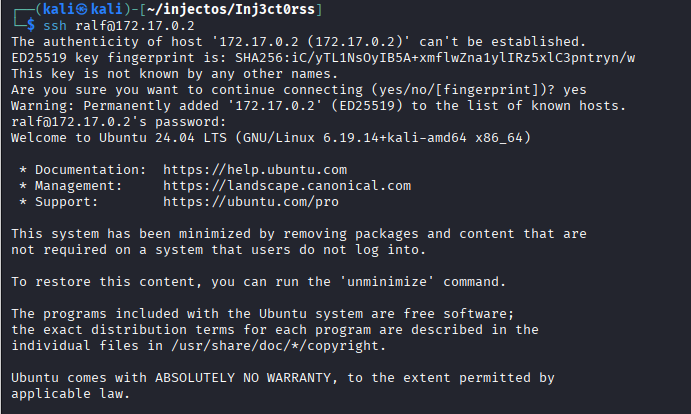 ┌──(kali㉿kali)-[~/injectos/Inj3ct0rss]
└─$ ssh ralf@172.17.0.2
The authenticity of host '172.17.0.2 (172.17.0.2)' can't be established.
ED25519 key fingerprint is: SHA256:iC/yTL1NsOyIB5A+xmflwZna1ylIRz5xlC3pntryn/w
This key is not known by any other names.
Are you sure you want to continue connecting (yes/no/[fingerprint])? yes
Warning: Permanently added '172.17.0.2' (ED25519) to the list of known hosts.
ralf@172.17.0.2's password:
Welcome to Ubuntu 24.04 LTS (GNU/Linux 6.19.14+kali-amd64 x86_64)
* Documentation:  https://help.ubuntu.com
* Management:     https://landscape.canonical.com
* Support:        https://ubuntu.com/pro
This system has been minimized by removing packages and content that are
not required on a system that users do not log into.
To restore this content, you can run the 'unminimize' command.
The programs included with the Ubuntu system are free software;
the exact distribution terms for each program are described in the
individual files in /usr/share/doc/*/copyright.
Ubuntu comes with ABSOLUTELY NO WARRANTY, to the extent permitted by
applicable law.